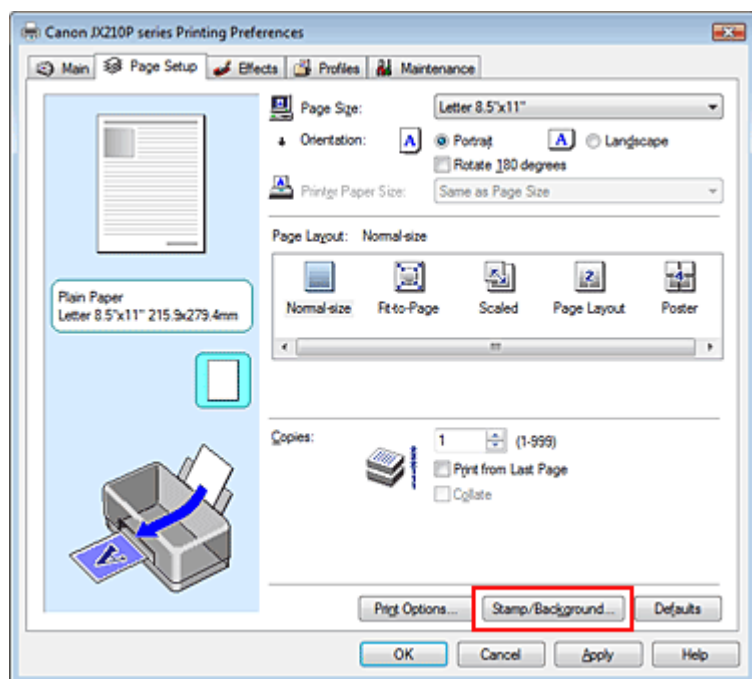 Canon JX210P series Printing Preferences
Main Page Setup Effects Profiles Maintenance
Page Size: Letter 8.5"x11"
Orientation: A Portrait A Landscape
Rotate 180 degrees
Printer Paper Size: Same as Page Size
Page Layout: Normal-size
Normal-size Fit-to-Page Scaled Page Layout Poster
Plain Paper
Letter 8.5"x11" 215.9x279.4mm
Copies: 1 (1-999)
Print from Last Page
Collate
Print Options... Stamp/Background... Defaults
OK Cancel Apply Help